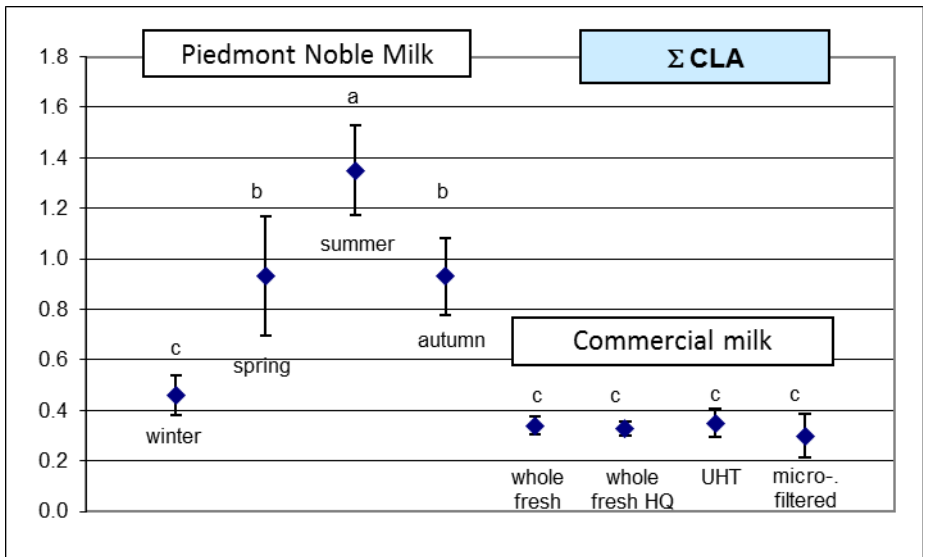 Piedmont Noble Milk
Σ CLA
1.8
1.6
1.4
1.2
1.0
0.8
0.6
0.4
0.2
0.0
a
b
b
summer
autumn
spring
c
winter
Commercial milk
c
c
c
c
whole
fresh
whole
fresh HQ
UHT
micro-.
filtered